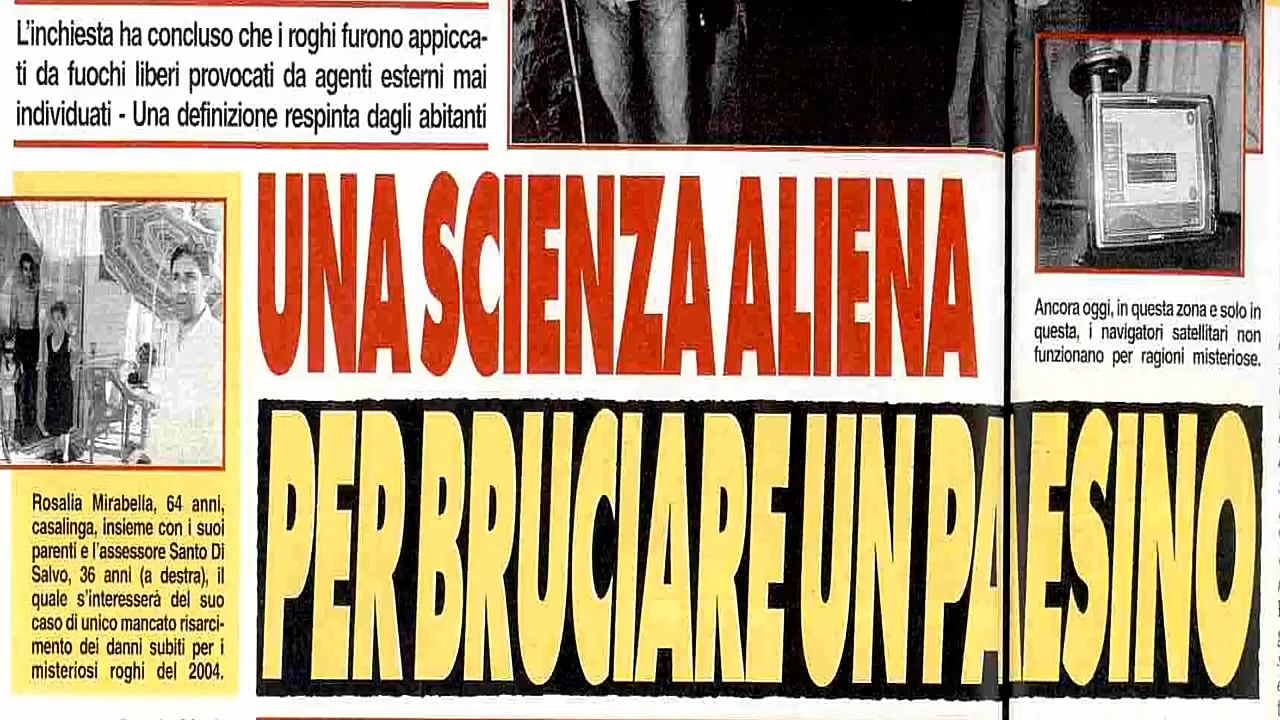 L'inchiesta ha concluso che i roghi furono appicca-
ti da fuochi liberi provocati da agenti esterni mai
individuati - Una definizione respinta dagli abitanti
UNA SCIENZA ALIENA
PER BRUCIARE UN PAESINO
Ancora oggi, in questa zona e solo in
questa, i navigatori satellitari non
funzionano per ragioni misteriose.
Rosalia Mirabella, 64 anni,
casalinga, insieme con i suoi
parenti e l'assessore Santo Di
Salvo, 36 anni (a destra), il
quale s'interesserà del suo
caso di unico mancato risarci-
mento dei danni subiti per i
misteriosi roghi del 2004.